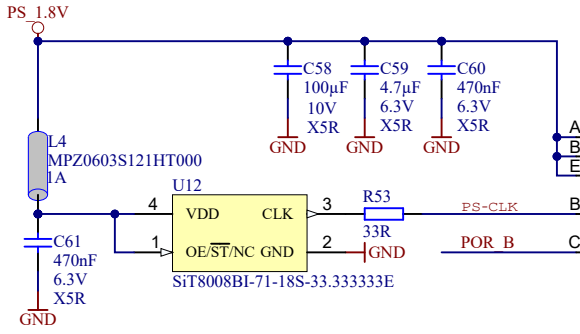 PS_1.8V
C58
100µF
10V
X5R
GND
C59
4.7µF
6.3V
X5R
GND
C60
470nF
6.3V
X5R
GND
A
B
E
L4
MPZ0603S121HT000
1A
U12
4
VDD
CLK
3
R53
33R
PS-CLK
B
1
OE/ST/NC
GND
2
GND
POR_B
C
SiT8008BI-71-18S-33.333333E
C61
470nF
6.3V
X5R
GND